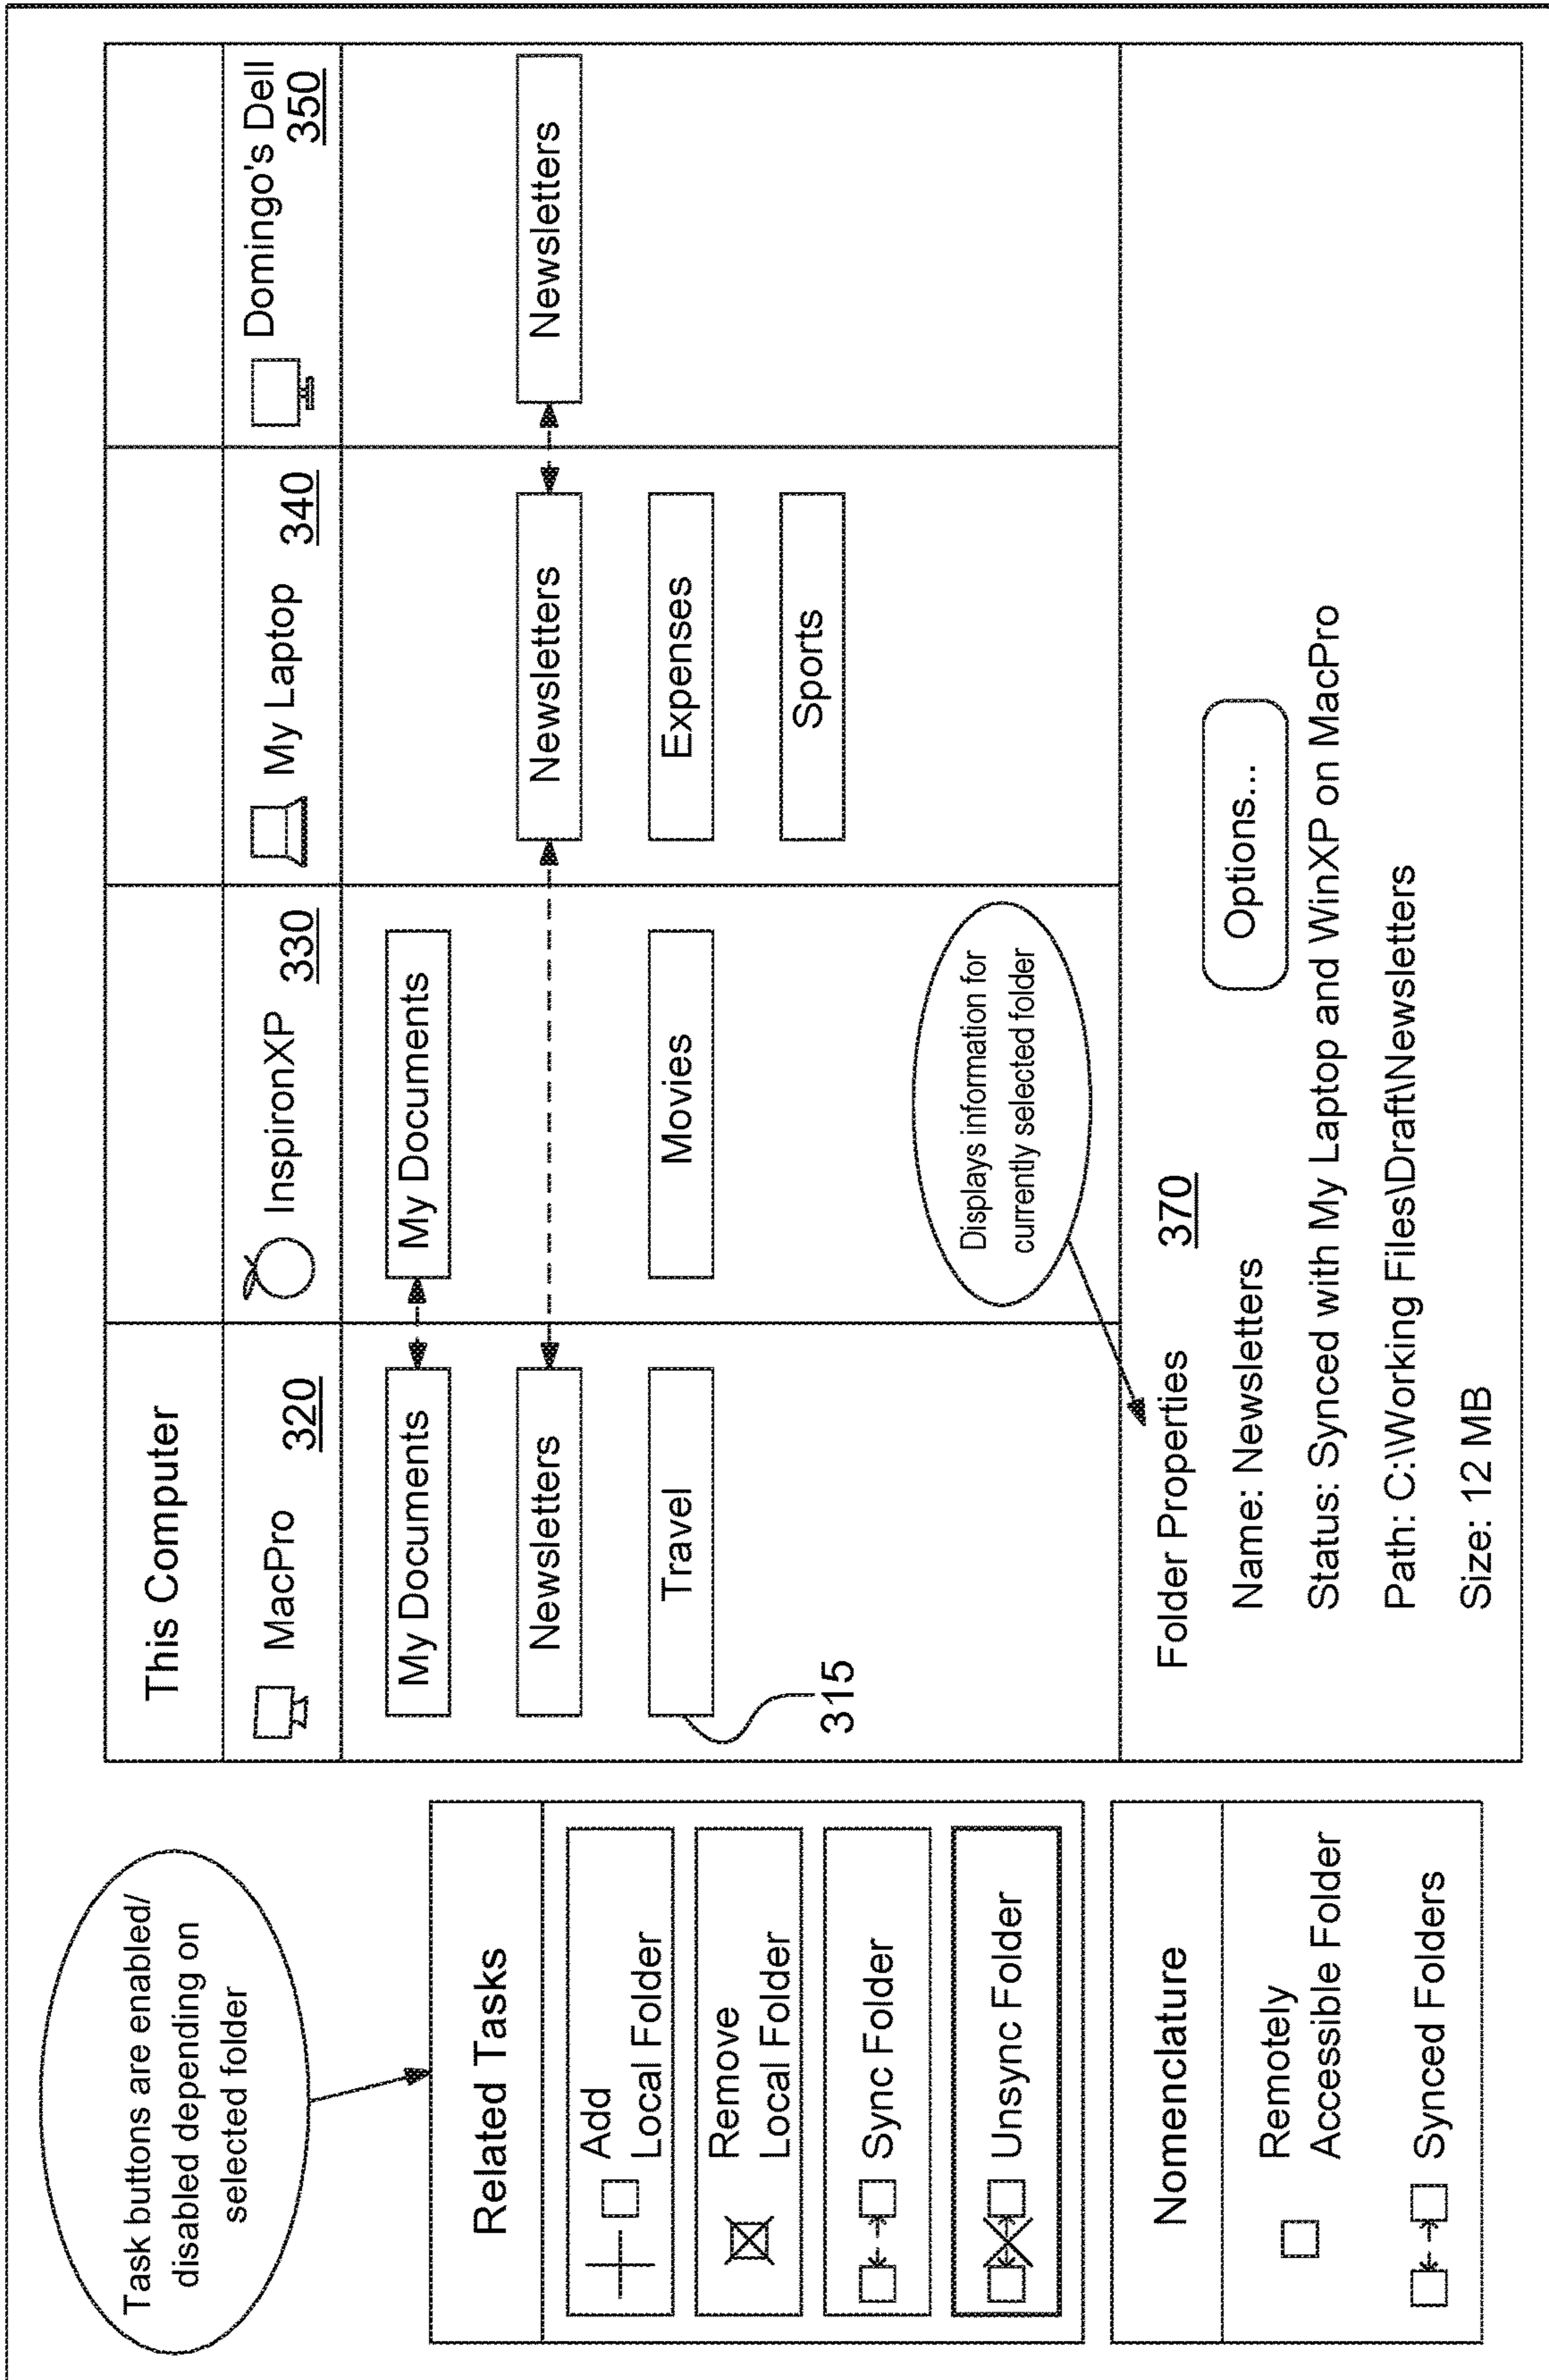 Task buttons are enabled/
disabled depending on
selected folder
Related Tasks
Add
Local Folder
Remove
Local Folder
Sync Folder
Unsync Folder
Nomenclature
Remotely
Accessible Folder
Synced Folders
This Computer
MacPro
320
InspironXP
330
My Laptop
340
Domingo's Dell
350
My Documents
My Documents
Newsletters
Newsletters
Newsletters
Travel
Movies
Expenses
Sports
315
Displays information for
currently selected folder
Folder Properties
370
Name: Newsletters
Options...
Status: Synced with My Laptop and WinXP on MacPro
Path: C:\Working Files\Draft\Newsletters
Size: 12 MB